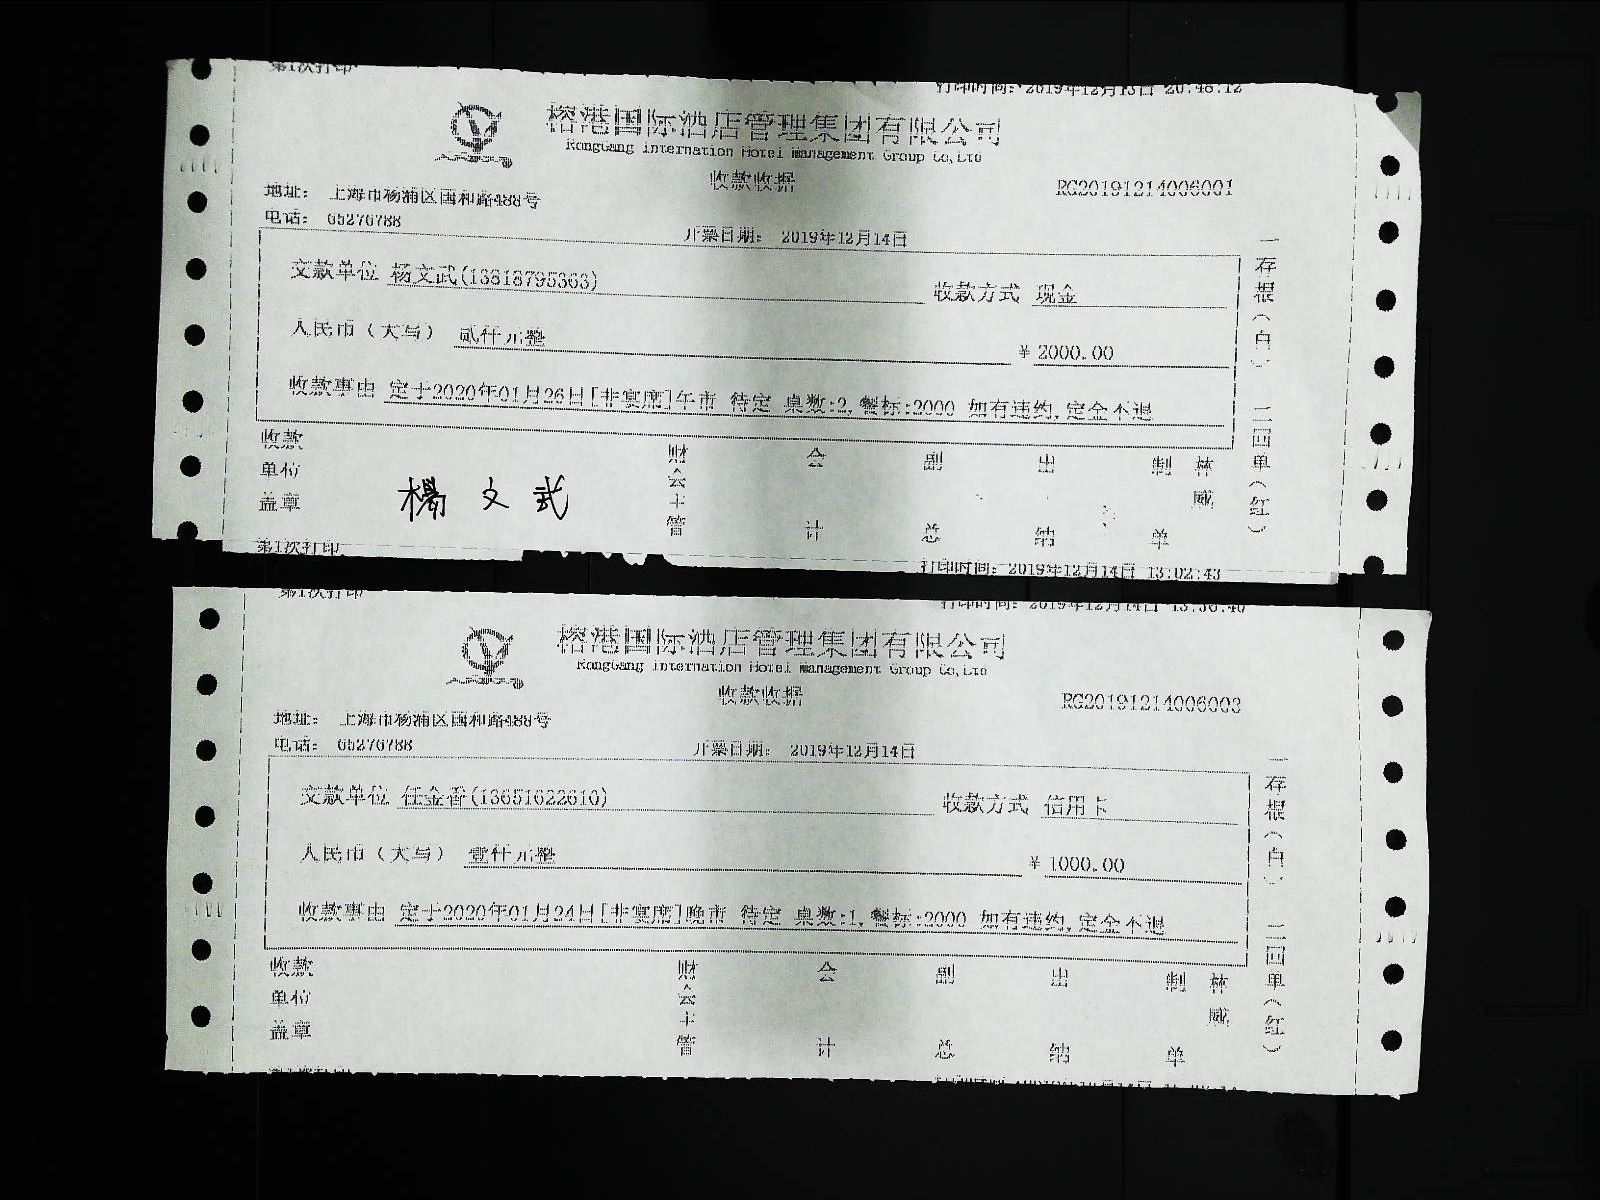 第1次打印
打印时间：2019年12月13日 20:48:12
榕港国际酒店管理集团有限公司
RongGang internation Hotel management Group Co,Ltd
收款收据
RG20191214006001
地址： 上海市杨浦区国和路488号
电话： 65276788
开票日期： 2019年12月14日
交款单位 杨文武(13818795363)
收款方式 现金
人民币（大写） 贰仟元整
¥ 2000.00
收款事由 定于2020年01月26日[非宴席]午市 待定 桌数:2,餐标:2000 如有违约,定金不退
一存根（白） 二回单（红）
收款单位盖章
楊文武
财会主管
会计
副总
出纳
制单
林威
第1次打印
打印时间：2019年12月14日 13:02:43
第1次打印
打印时间：2019年12月14日
榕港国际酒店管理集团有限公司
RongGang internation Hotel management Group Co,Ltd
收款收据
RG20191214006003
地址： 上海市杨浦区国和路488号
电话： 65276788
开票日期： 2019年12月14日
交款单位 任金香(13651622610)
收款方式 信用卡
人民币（大写） 壹仟元整
¥ 1000.00
收款事由 定于2020年01月24日[非宴席]晚市 待定 桌数:1,餐标:2000 如有违约,定金不退
一存根（白） 二回单（红）
收款单位盖章
财会主管
会计
副总
出纳
制单
林威